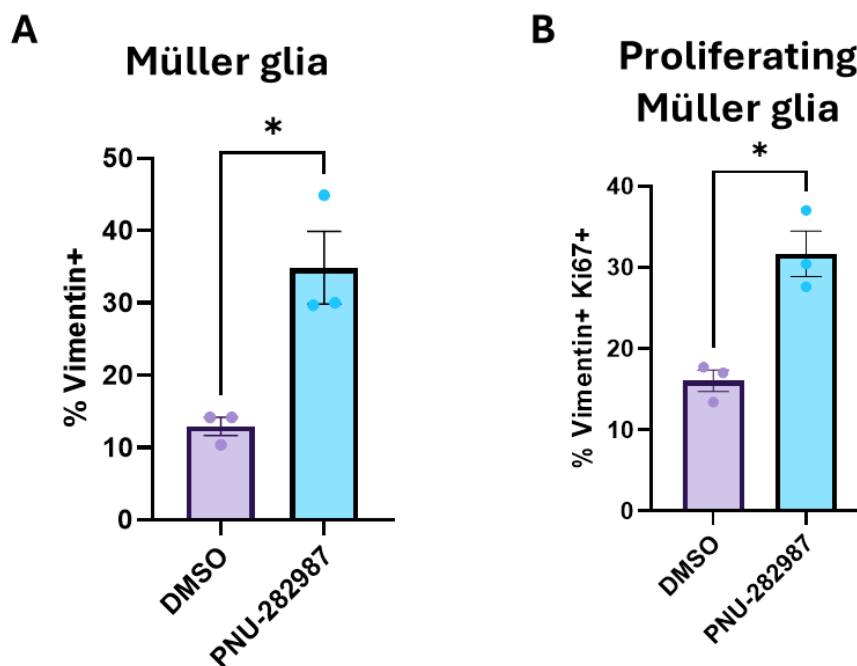 A
Müller glia
*
% Vimentin+
50
40
30
20
10
0
DMSO
PNU-282987
B
Proliferating
Müller glia
*
% Vimentin+ Ki67+
40
30
20
10
0
DMSO
PNU-282987